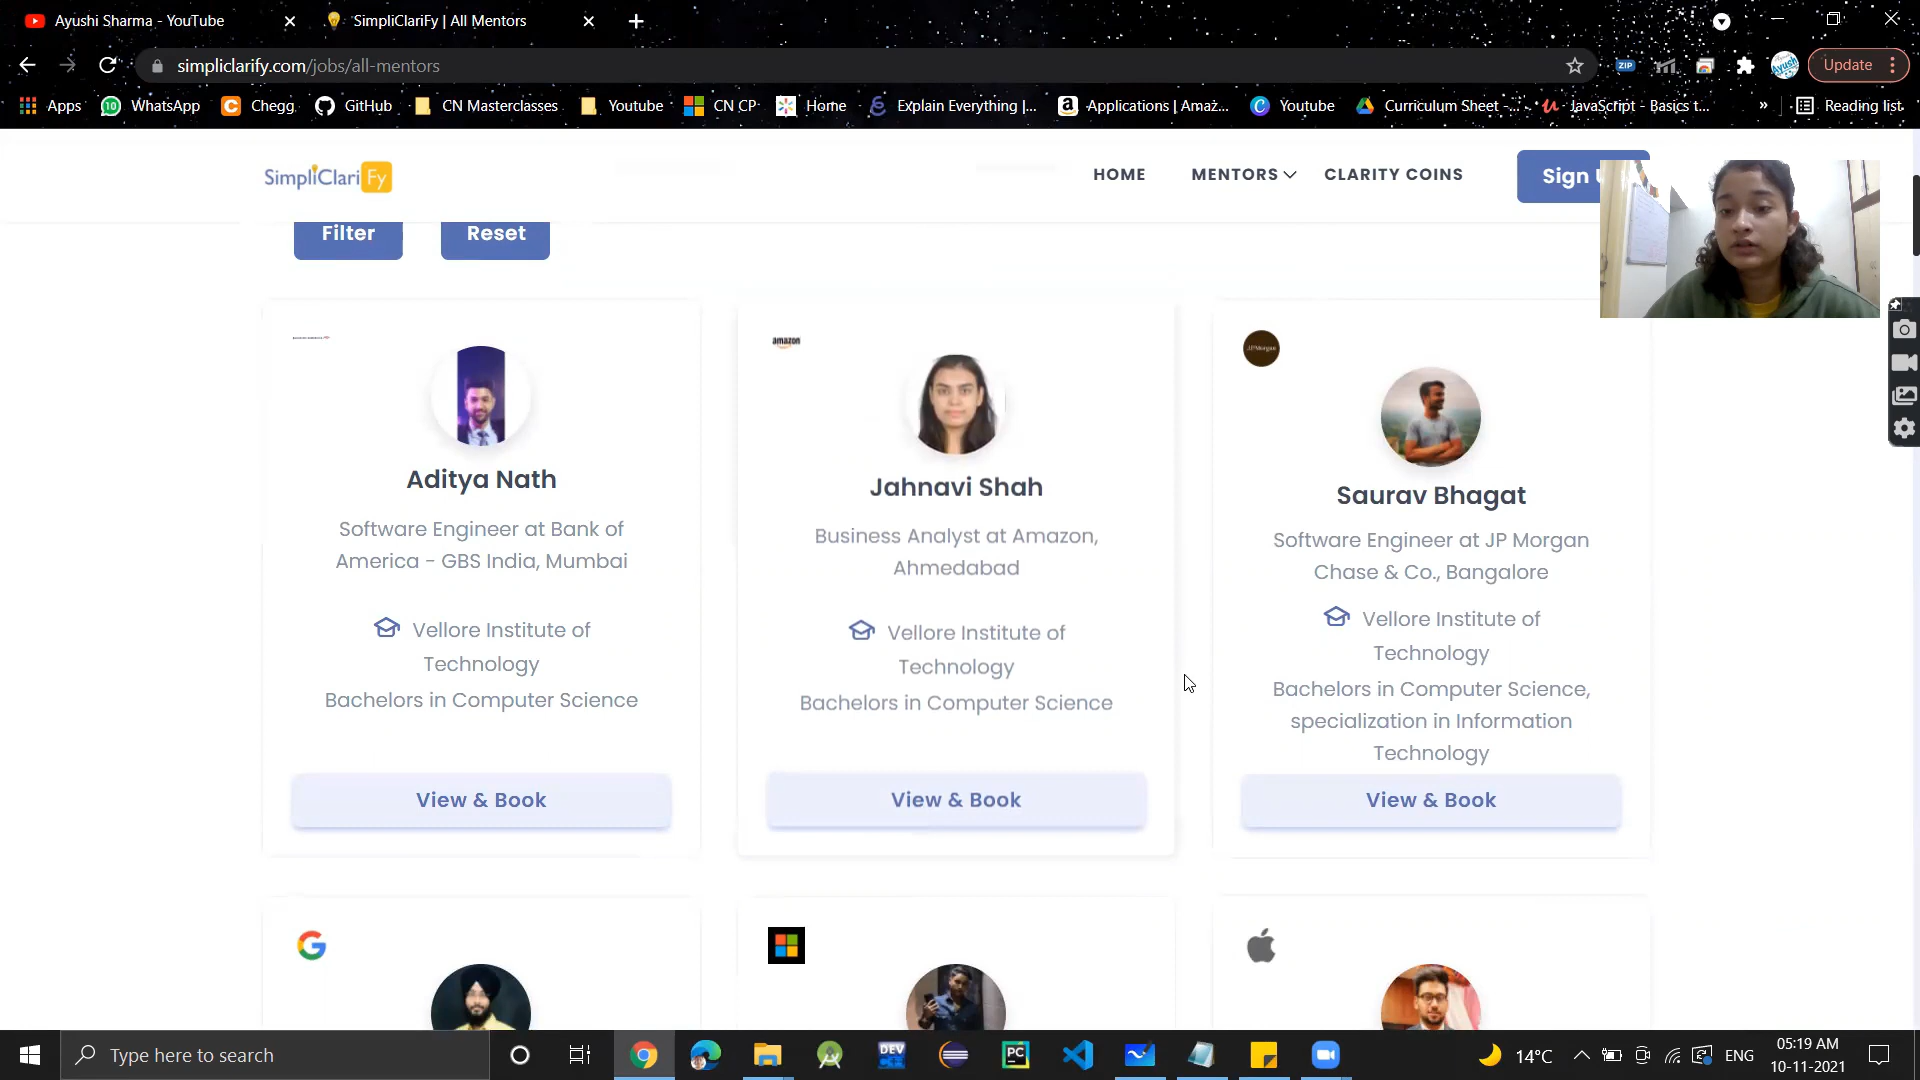 Ayushi Sharma - YouTube
SimpliClariFy | All Mentors
simpliclarify.com/jobs/all-mentors
ZIP
Ayush
Update
Apps
10
WhatsApp
Chegg
GitHub
CN Masterclasses
Youtube
CN CP
Home
Explain Everything |...
Applications | Amaz...
Youtube
Curriculum Sheet -...
JavaScript - Basics t...
»
Reading list
SimpliClariFy
HOME
MENTORS
CLARITY COINS
Sign
Filter
Reset
Aditya Nath
Software Engineer at Bank of
America - GBS India, Mumbai
Vellore Institute of
Technology
Bachelors in Computer Science
View & Book
amazon
Jahnavi Shah
Business Analyst at Amazon,
Ahmedabad
Vellore Institute of
Technology
Bachelors in Computer Science
View & Book
J.P.Morgan
Saurav Bhagat
Software Engineer at JP Morgan
Chase & Co., Bangalore
Vellore Institute of
Technology
Bachelors in Computer Science,
specialization in Information
Technology
View & Book
Type here to search
DEV
PC
14°C
ENG
05:19 AM
10-11-2021